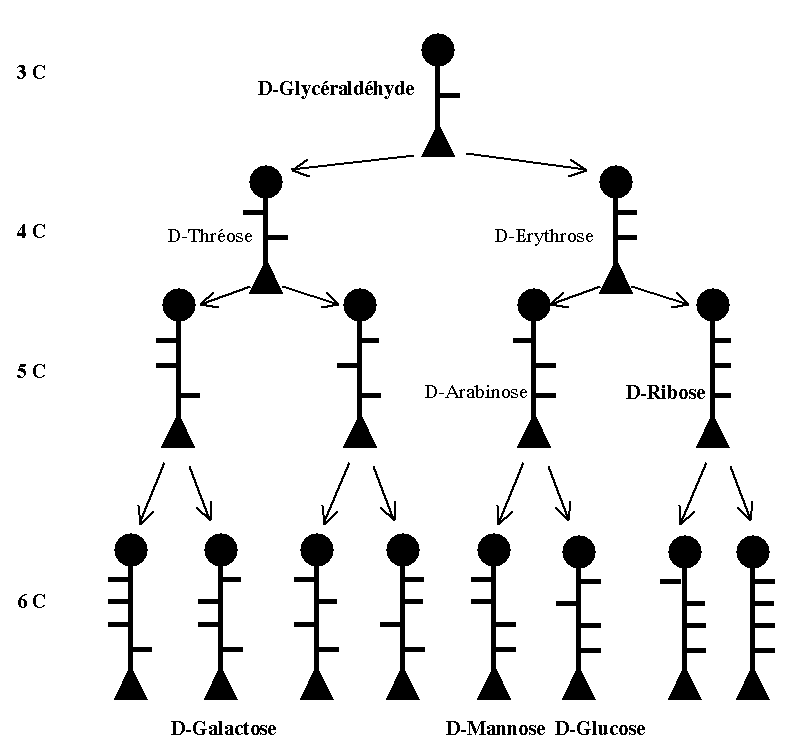 3 C
D-Glycéraldéhyde
4 C
D-Thréose
D-Erythrose
5 C
D-Arabinose
D-Ribose
6 C
D-Galactose
D-Mannose
D-Glucose